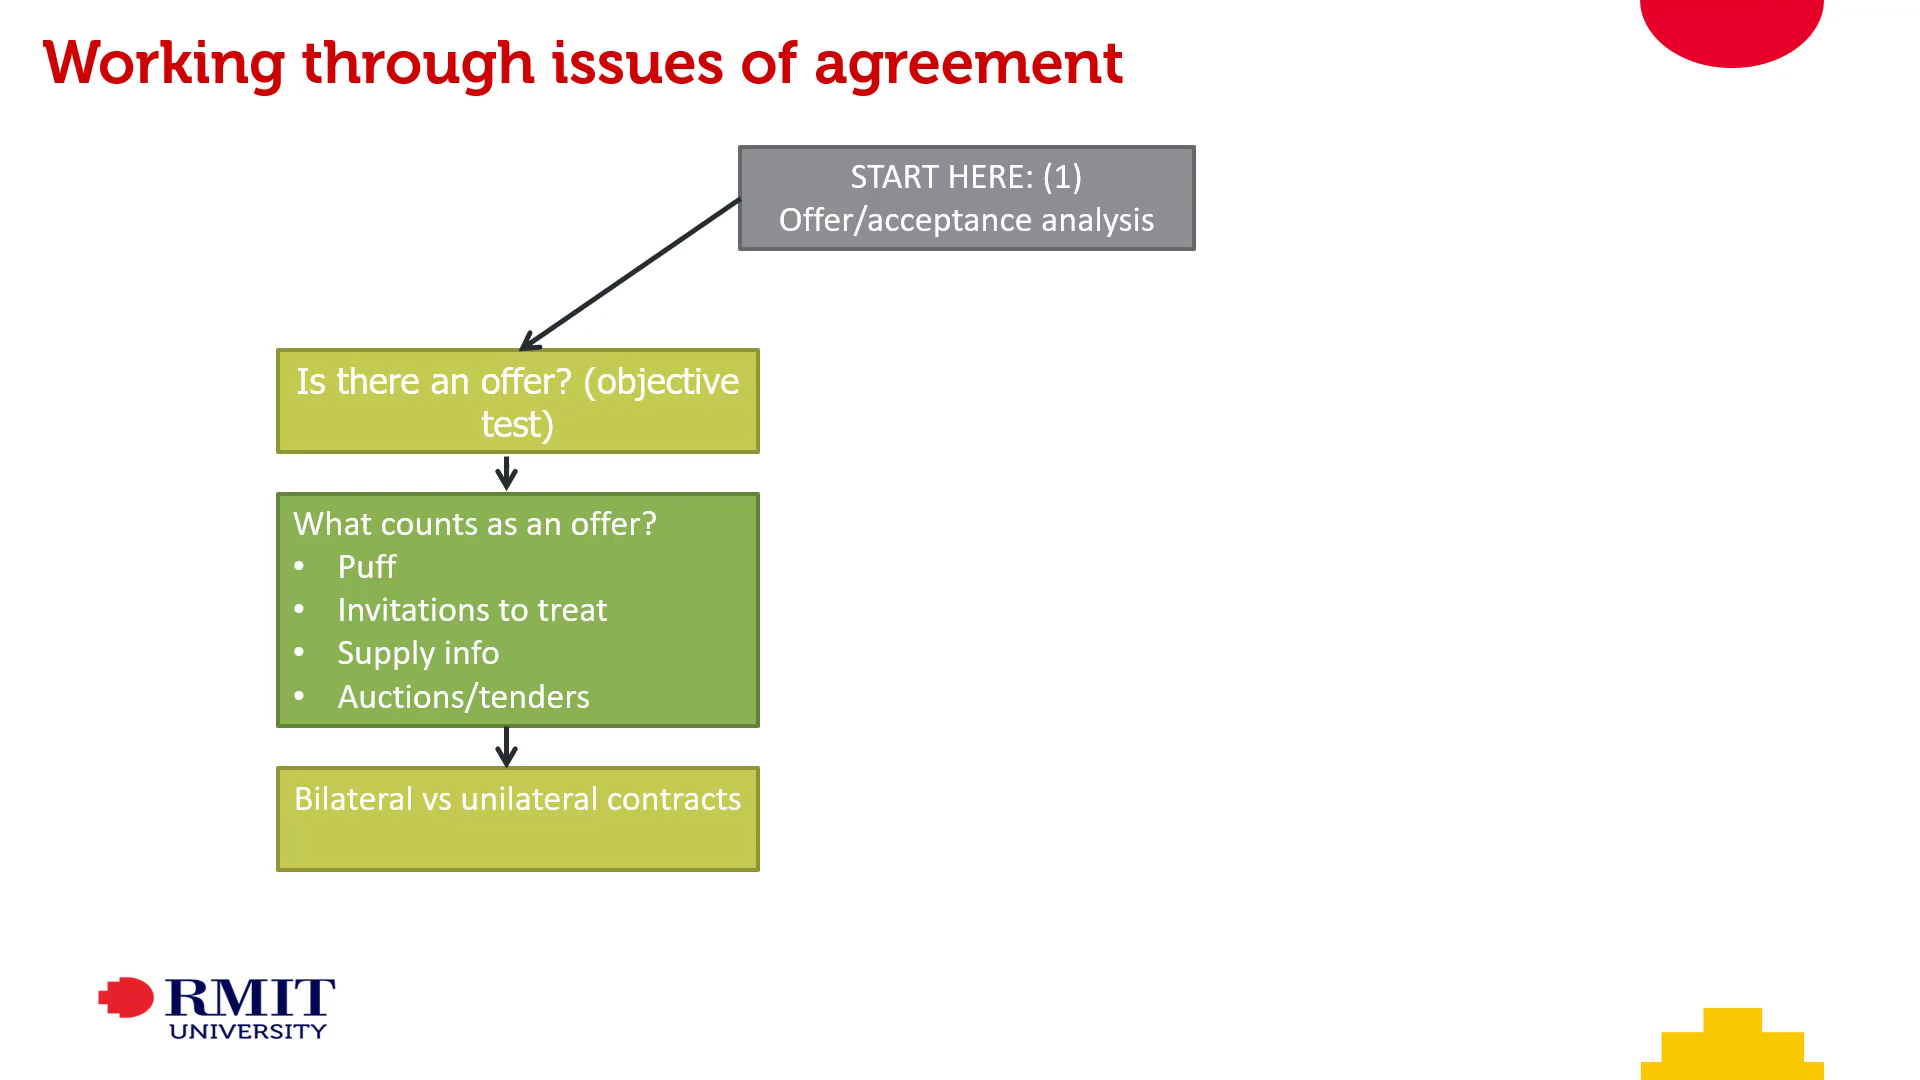 Working through issues of agreement
START HERE: (1)
Offer/acceptance analysis
Is there an offer? (objective
test)
What counts as an offer?
• Puff
• Invitations to treat
• Supply info
• Auctions/tenders
Bilateral vs unilateral contracts
RMIT
UNIVERSITY